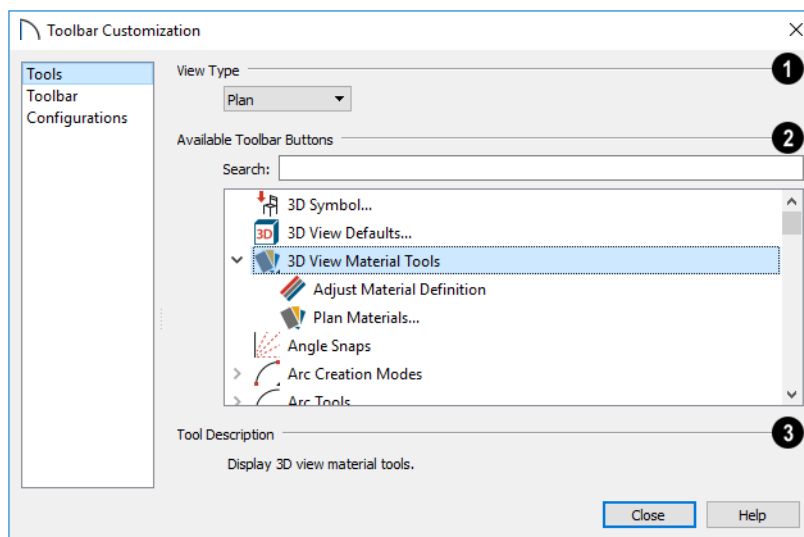 Toolbar Customization
Tools
Toolbar
Configurations
View Type
1
Plan
Available Toolbar Buttons
2
Search:
3D Symbol...
3D
3D View Defaults...
3D View Material Tools
Adjust Material Definition
Plan Materials...
Angle Snaps
Arc Creation Modes
Arc Tools
Tool Description
3
Display 3D view material tools.
Close
Help